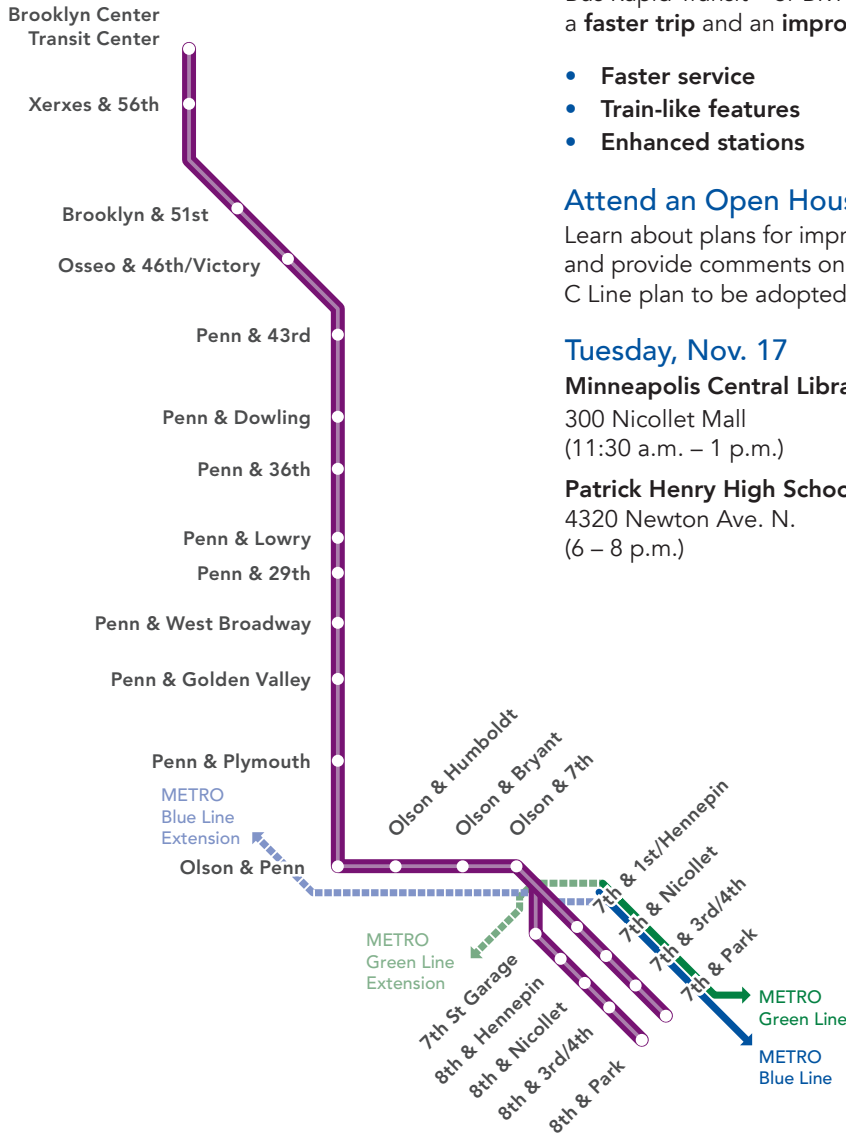 Brooklyn Center
Transit Center
Xerxes & 56th
Brooklyn & 51st
Osseo & 46th/Victory
Penn & 43rd
Penn & Dowling
Penn & 36th
Penn & Lowry
Penn & 29th
Penn & West Broadway
Penn & Golden Valley
Penn & Plymouth
METRO
Blue Line
Extension
Olson & Penn
Olson & Humboldt
Olson & Bryant
Olson & 7th
7th & 1st/Hennepin
7th & Nicollet
7th & 3rd/4th
7th & Park
METRO
Green Line
Extension
7th St Garage
8th & Hennepin
8th & Nicollet
8th & 3rd/4th
8th & Park
METRO
Green Line
METRO
Blue Line
a faster trip and an impro
• Faster service
• Train-like features
• Enhanced stations
Attend an Open Hous
Learn about plans for impr
and provide comments on
C Line plan to be adopted
Tuesday, Nov. 17
Minneapolis Central Libra
300 Nicollet Mall
(11:30 a.m. – 1 p.m.)
Patrick Henry High Schoo
4320 Newton Ave. N.
(6 – 8 p.m.)